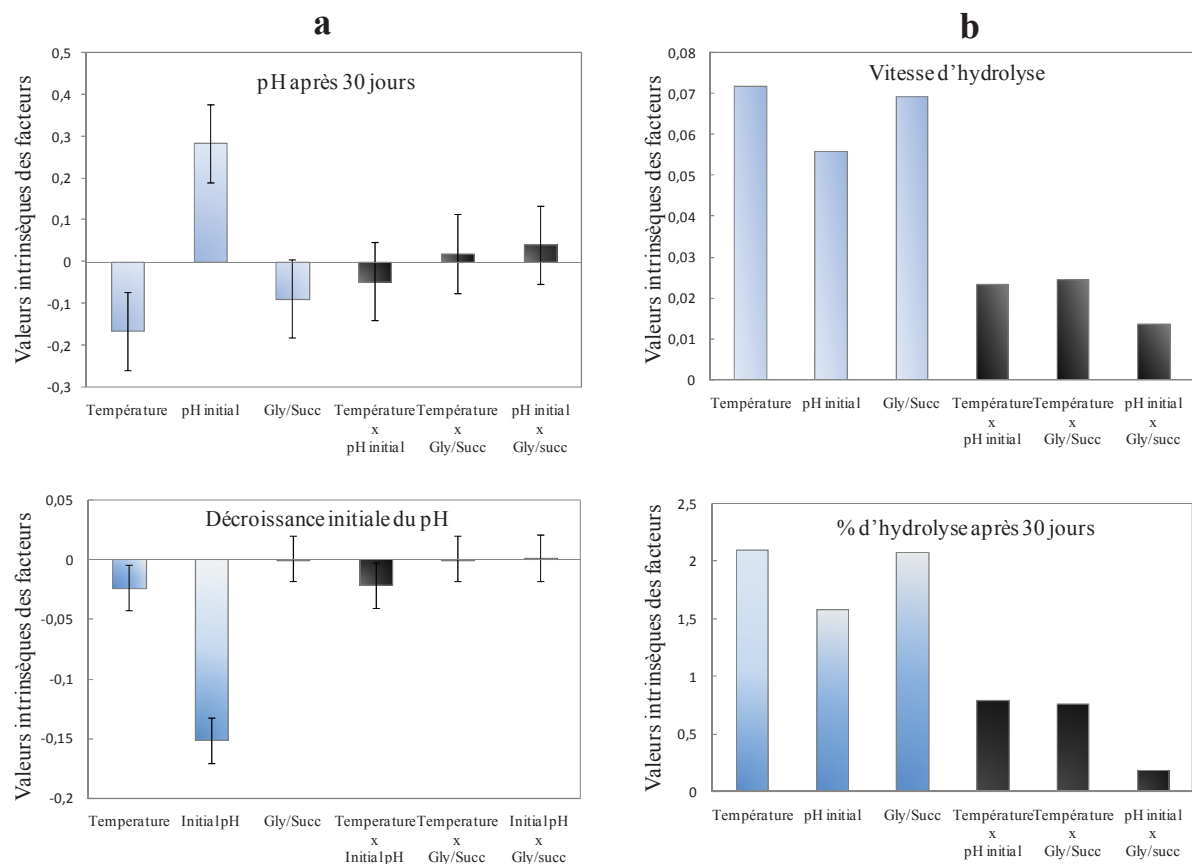 a
pH après 30 jours
Valeurs intrinsèques des facteurs
0,5
0,4
0,3
0,2
0,1
0
-0,1
-0,2
-0,3
Température
pH initial
Gly/Succ
Température
x
pH initial
Température
x
Gly/Succ
pH initial
x
Gly/succ
b
Vitesse d'hydrolyse
Valeurs intrinsèques des facteurs
0,08
0,07
0,06
0,05
0,04
0,03
0,02
0,01
0
Température
pH initial
Gly/Succ
Température
x
pH initial
Température
x
Gly/Succ
pH initial
x
Gly/succ
Décroissance initiale du pH
Valeurs intrinsèques des facteurs
0,05
0
-0,05
-0,1
-0,15
-0,2
Temperature
Initial pH
Gly/Succ
Temperature
x
Initial pH
Temperature
x
Gly/Succ
Initial pH
x
Gly/succ
% d'hydrolyse après 30 jours
Valeurs intrinsèques des facteurs
2,5
2
1,5
1
0,5
0
Température
pH initial
Gly/Succ
Température
x
pH initial
Température
x
Gly/Succ
pH initial
x
Gly/succ